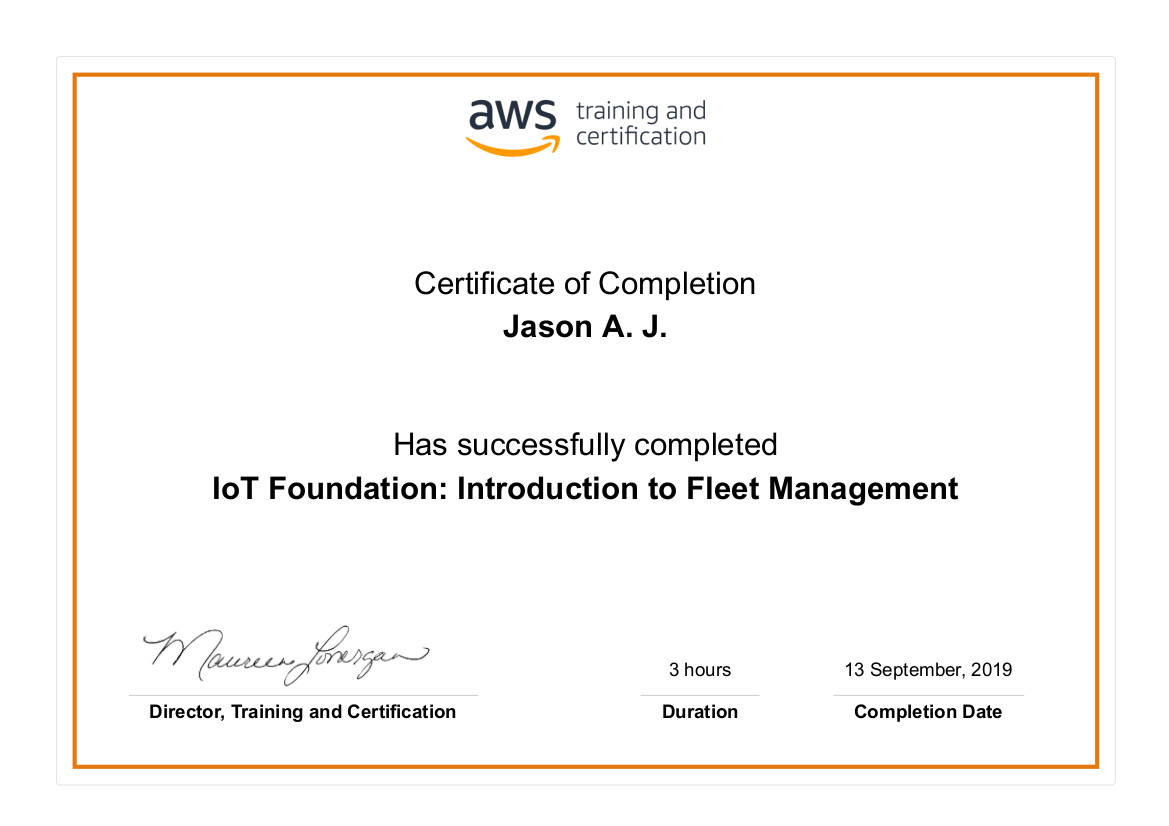 aws training and
certification
Certificate of Completion
Jason A. J.
Has successfully completed
IoT Foundation: Introduction to Fleet Management
Maureen Lonergan
3 hours
13 September, 2019
Director, Training and Certification
Duration
Completion Date